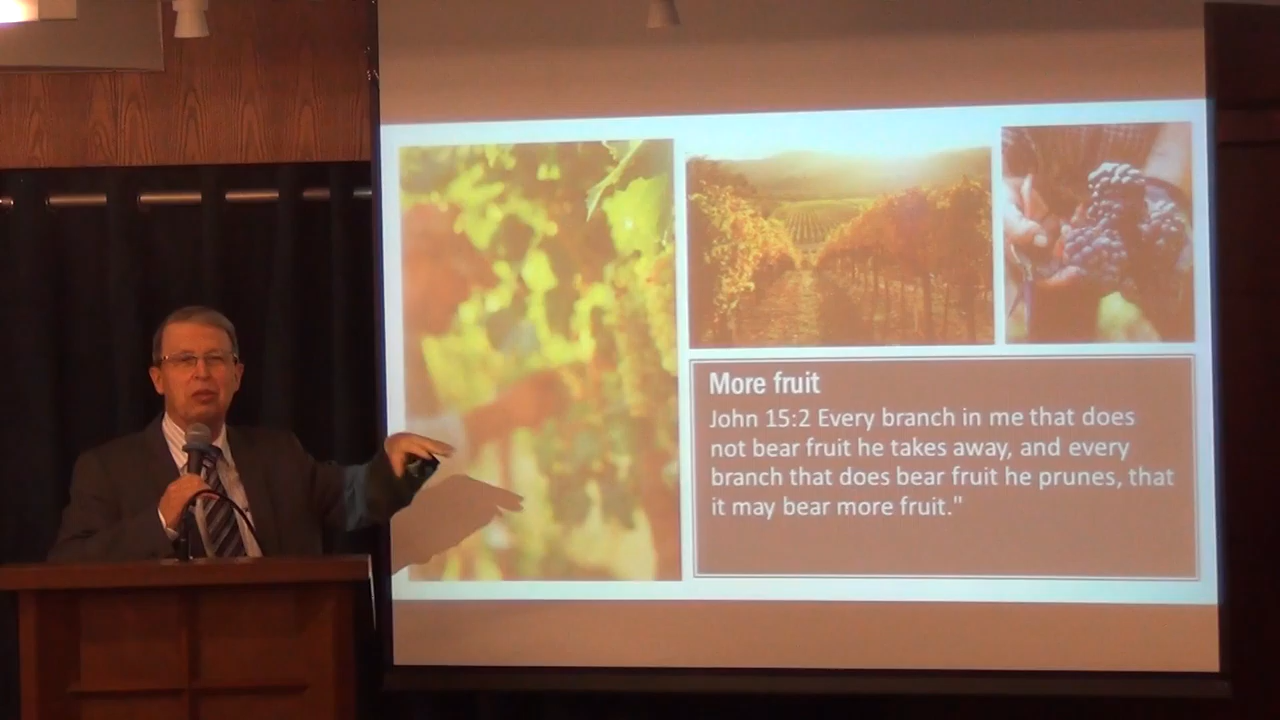 More fruit
John 15:2 Every branch in me that does
not bear fruit he takes away, and every
branch that does bear fruit he prunes, that
it may bear more fruit."